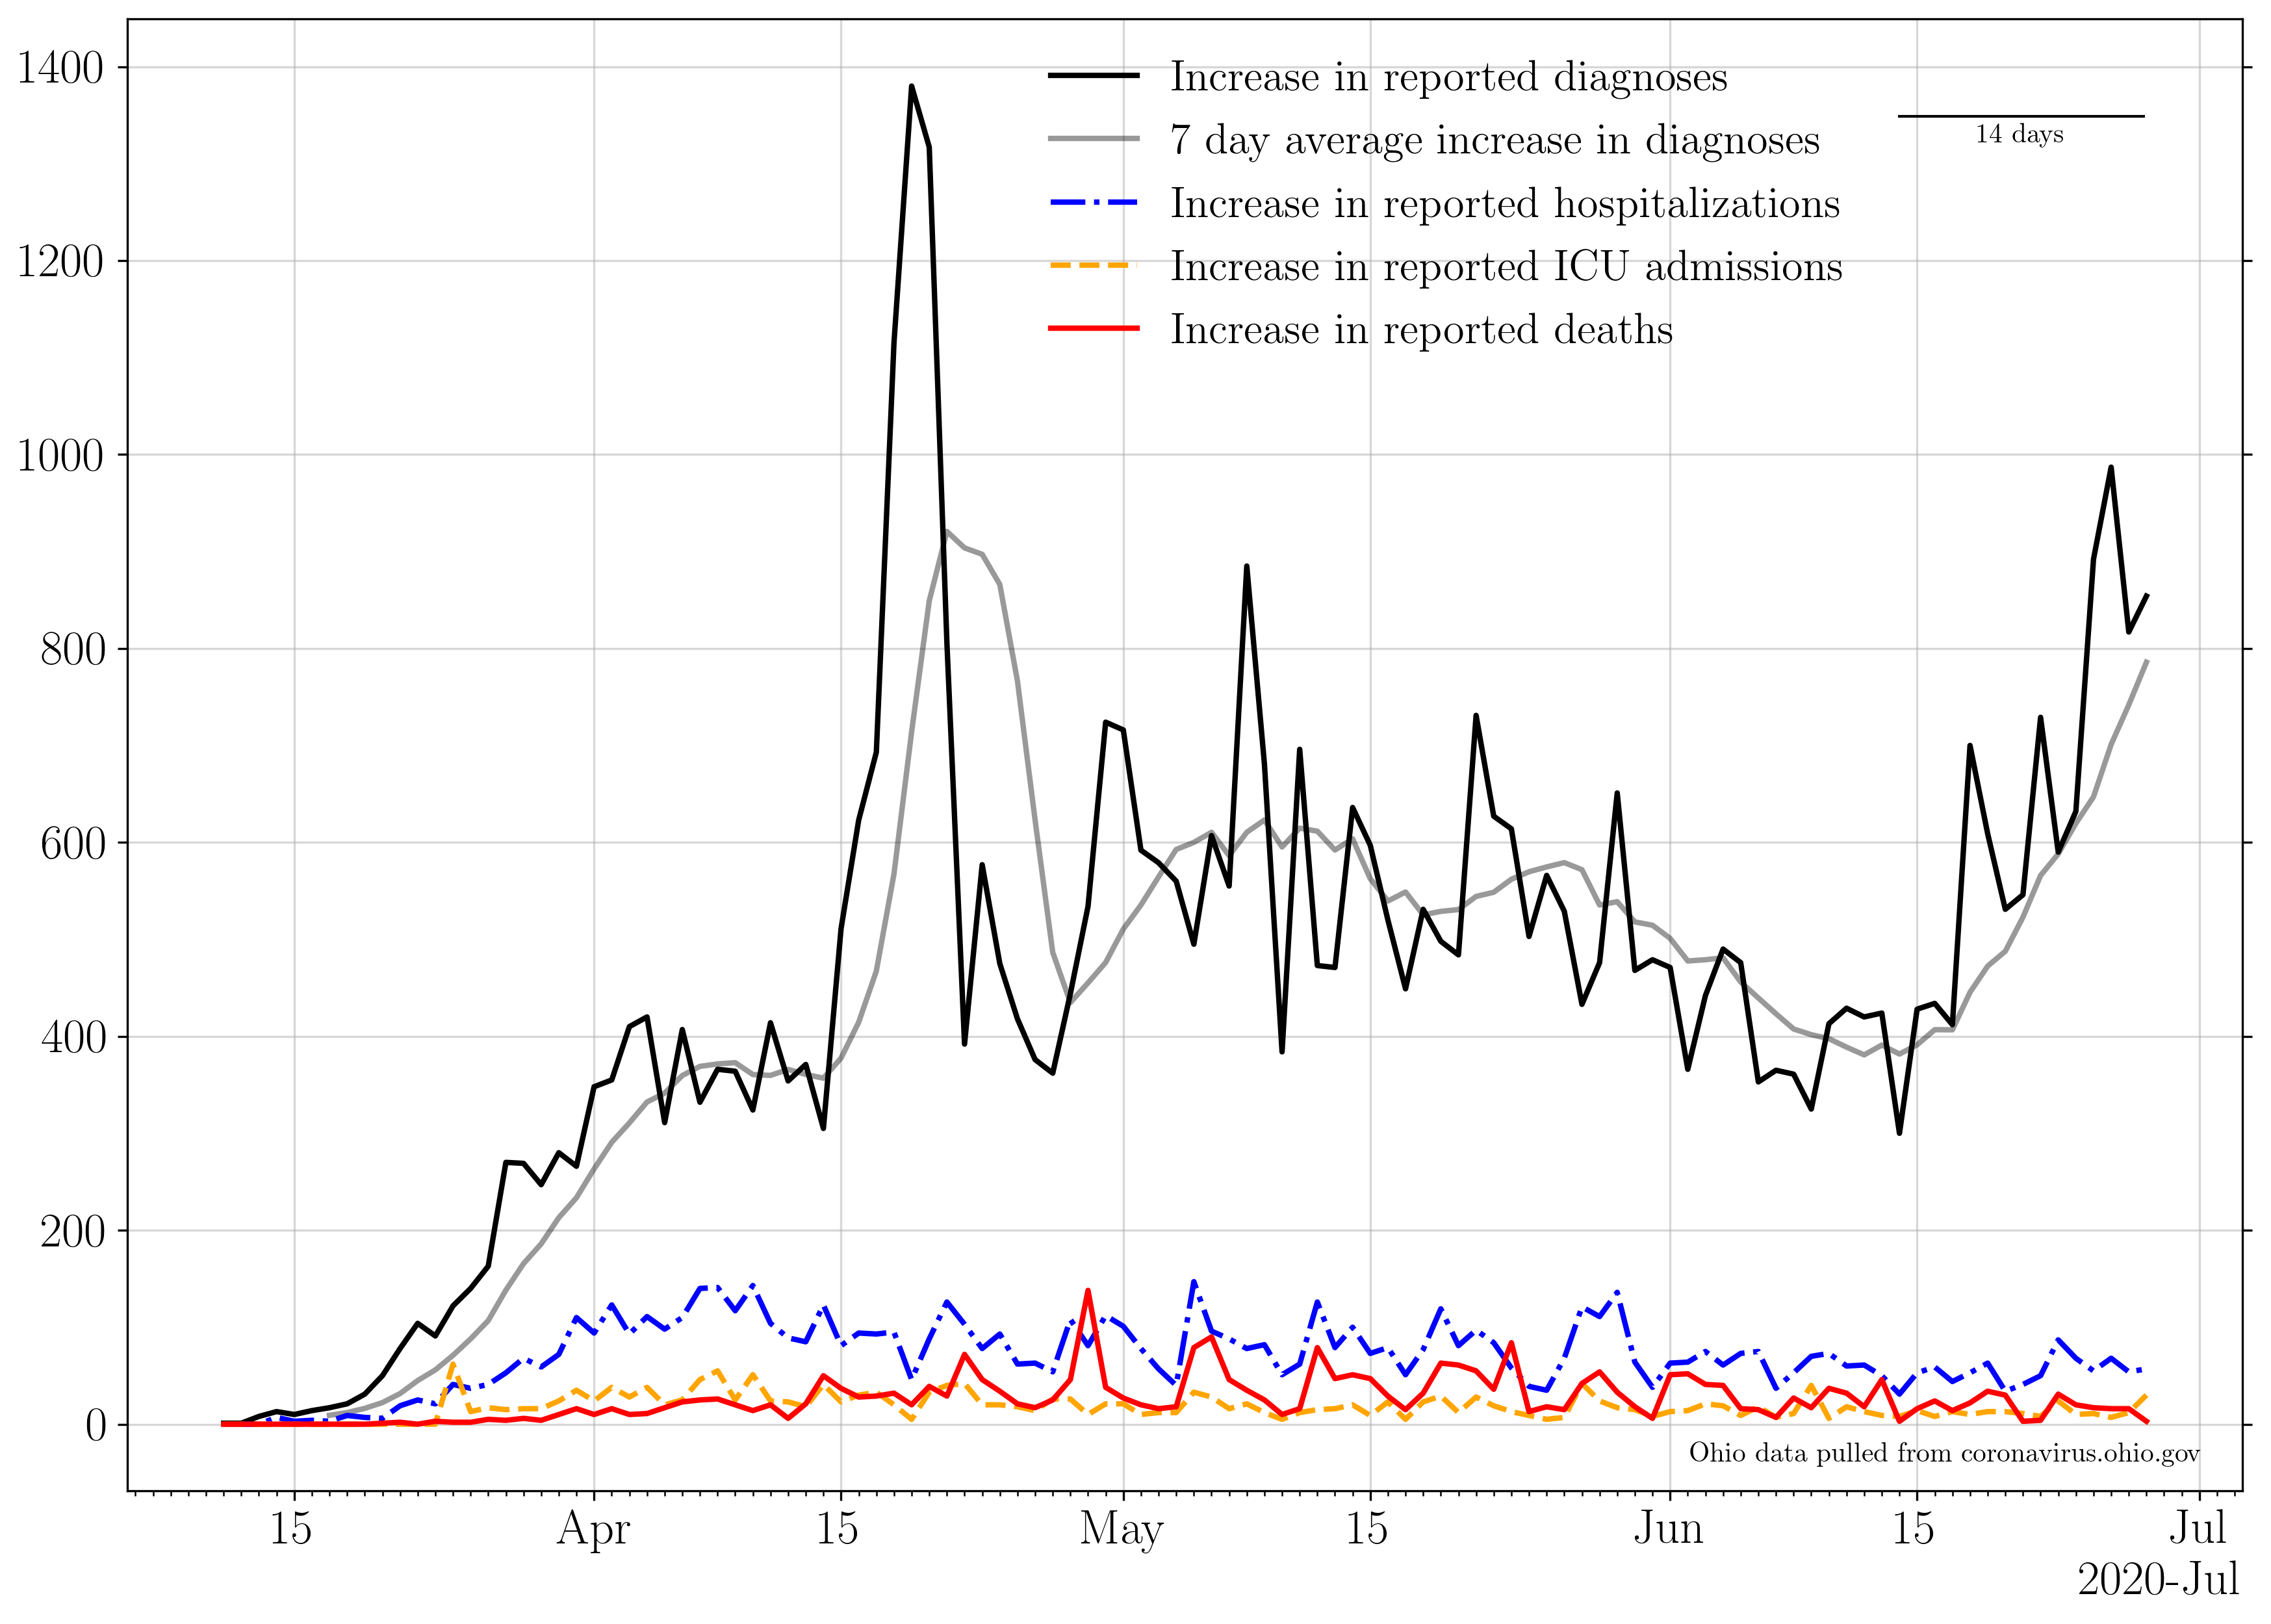 1400
1200
1000
800
600
400
200
0
Increase in reported diagnoses
7 day average increase in diagnoses
Increase in reported hospitalizations
Increase in reported ICU admissions
Increase in reported deaths
14 days
Ohio data pulled from coronavirus.ohio.gov
15 Apr 15 May 15 Jun 15 Jul
2020-Jul